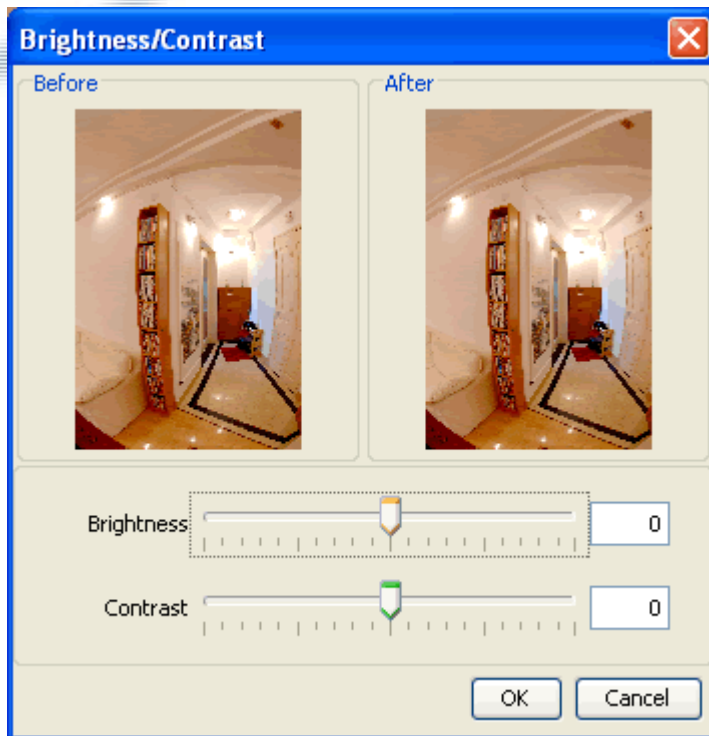 Brightness/Contrast
Before
After
Brightness 0
Contrast 0
OK Cancel